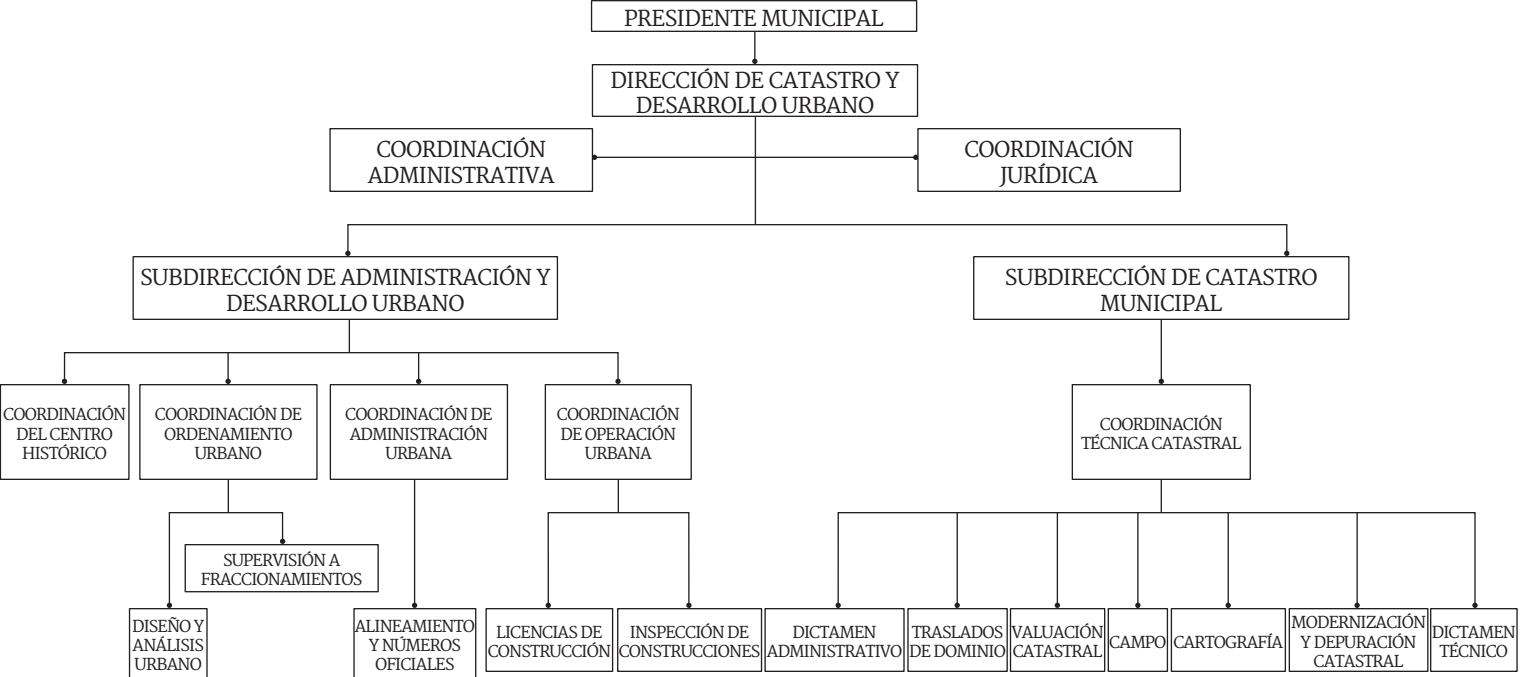 PRESIDENTE MUNICIPAL
DIRECCIÓN DE CATASTRO Y
DESARROLLO URBANO
COORDINACIÓN
ADMINISTRATIVA
COORDINACIÓN
JURÍDICA
SUBDIRECCIÓN DE ADMINISTRACIÓN Y
DESARROLLO URBANO
SUBDIRECCIÓN DE CATASTRO
MUNICIPAL
COORDINACIÓN
DEL CENTRO
HISTÓRICO
COORDINACIÓN DE
ORDENAMIENTO
URBANO
COORDINACIÓN DE
ADMINISTRACIÓN
URBANA
COORDINACIÓN
DE OPERACIÓN
URBANA
COORDINACIÓN
TÉCNICA CATASTRAL
SUPERVISIÓN A
FRACCIONAMIENTOS
DISEÑO Y
ANÁLISIS
URBANO
ALINEAMIENTO
Y NÚMEROS
OFICIALES
LICENCIAS DE
CONSTRUCCIÓN
INSPECCIÓN DE
CONSTRUCCIONES
DICTAMEN
ADMINISTRATIVO
TRASLADOS
DE DOMINIO
VALUACIÓN
CATASTRAL
CAMPO
CARTOGRAFÍA
MODERNIZACIÓN
Y DEPURACIÓN
CATASTRAL
DICTAMEN
TÉCNICO